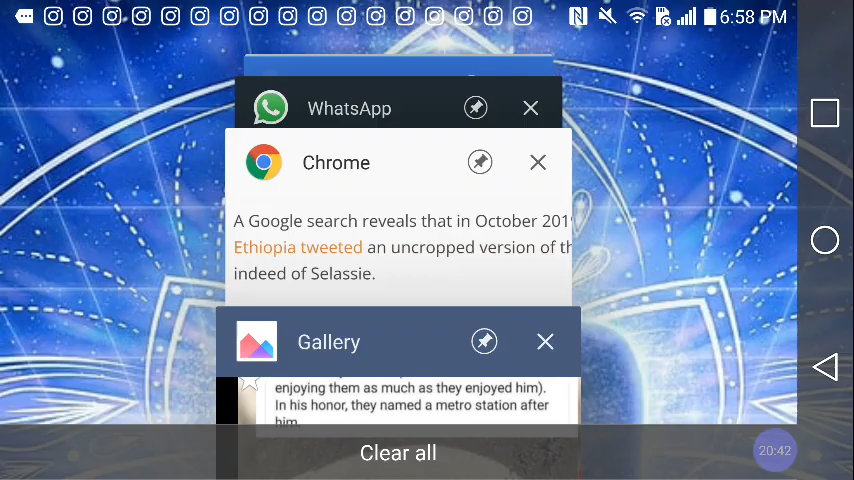 6:58 PM
WhatsApp
Chrome
A Google search reveals that in October 201
Ethiopia tweeted an uncropped version of th
indeed of Selassie.
Gallery
enjoying them as much as they enjoyed him).
In his honor, they named a metro station after
him.
Clear all
20:42